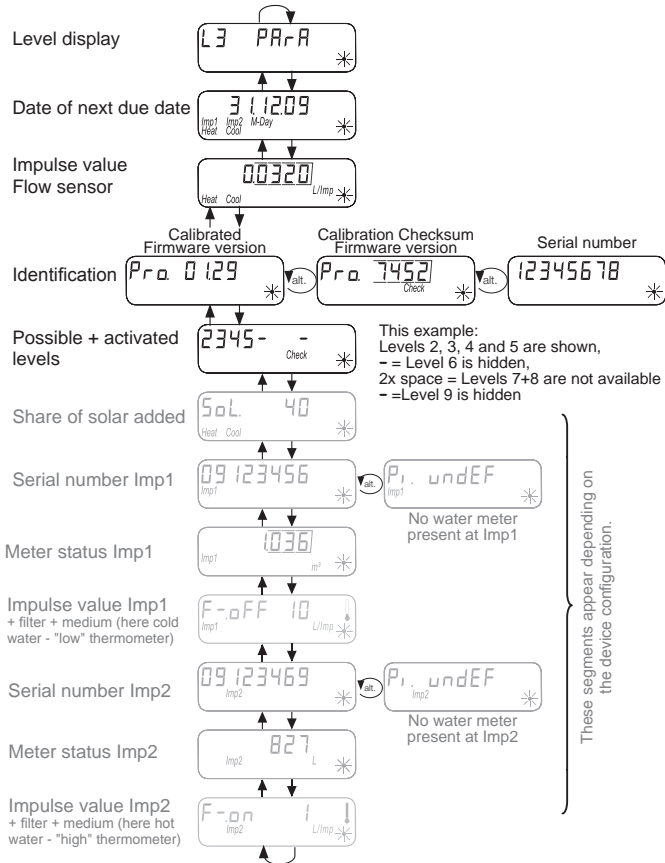 Level display
L3 PArA
Date of next due date
31.12.09
Imp1 Imp2 M-Day
Heat Cool
Impulse value
Flow sensor
0.0320
L/Imp
Heat Cool
Calibrated
Firmware version
Calibration Checksum
Firmware version
Serial number
Identification
Pro. 01.29
alt.
Pro. 7452
Check
alt.
12345678
Possible + activated
levels
2345- -
Check
This example:
Levels 2, 3, 4 and 5 are shown,
– = Level 6 is hidden,
2x space = Levels 7+8 are not available
– =Level 9 is hidden
Share of solar added
SoL. 40
Heat Cool
Serial number Imp1
09123456
Imp1
alt.
Pi. undEF
Imp1
No water meter
present at Imp1
Meter status Imp1
1.036
Imp1
m³
Impulse value Imp1
+ filter + medium (here cold
water - "low" thermometer)
F-.oFF 10
Imp1
L/Imp
Serial number Imp2
09123469
Imp2
alt.
Pi. undEF
Imp2
No water meter
present at Imp2
Meter status Imp2
827
Imp2
L
Impulse value Imp2
+ filter + medium (here hot
water - "high" thermometer)
F-.on 1
Imp2
L/Imp
These segments appear depending on
the device configuration.